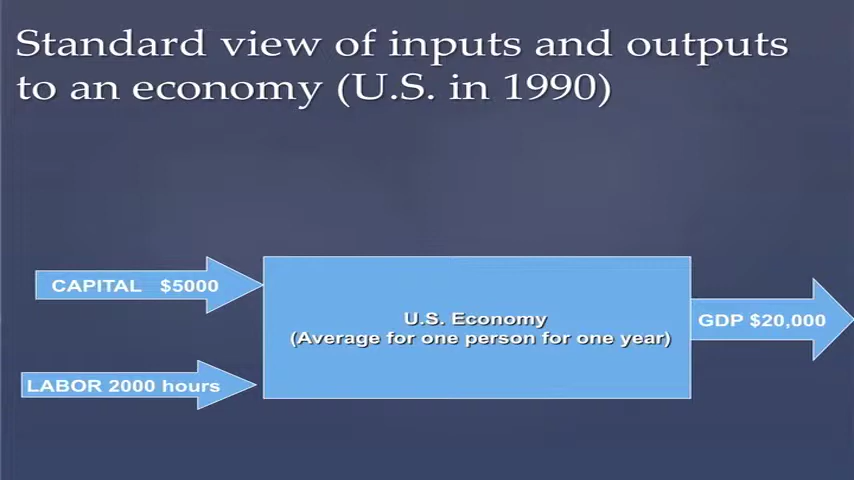 Standard view of inputs and outputs
to an economy (U.S. in 1990)
CAPITAL $5000
U.S. Economy
(Average for one person for one year)
GDP $20,000
LABOR 2000 hours